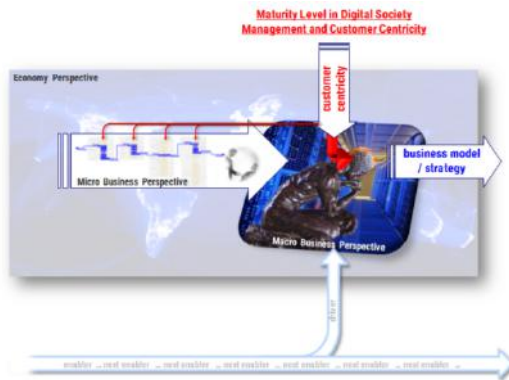 Maturity Level in Digital Society
Management and Customer Centricity
Economy Perspective
customer
centricity
business model
/ strategy
Micro Business Perspective
Macro Business Perspective
driver
enabler ... next enabler ... next enabler ... next enabler ... next enabler ... next enabler ... next enabler ...